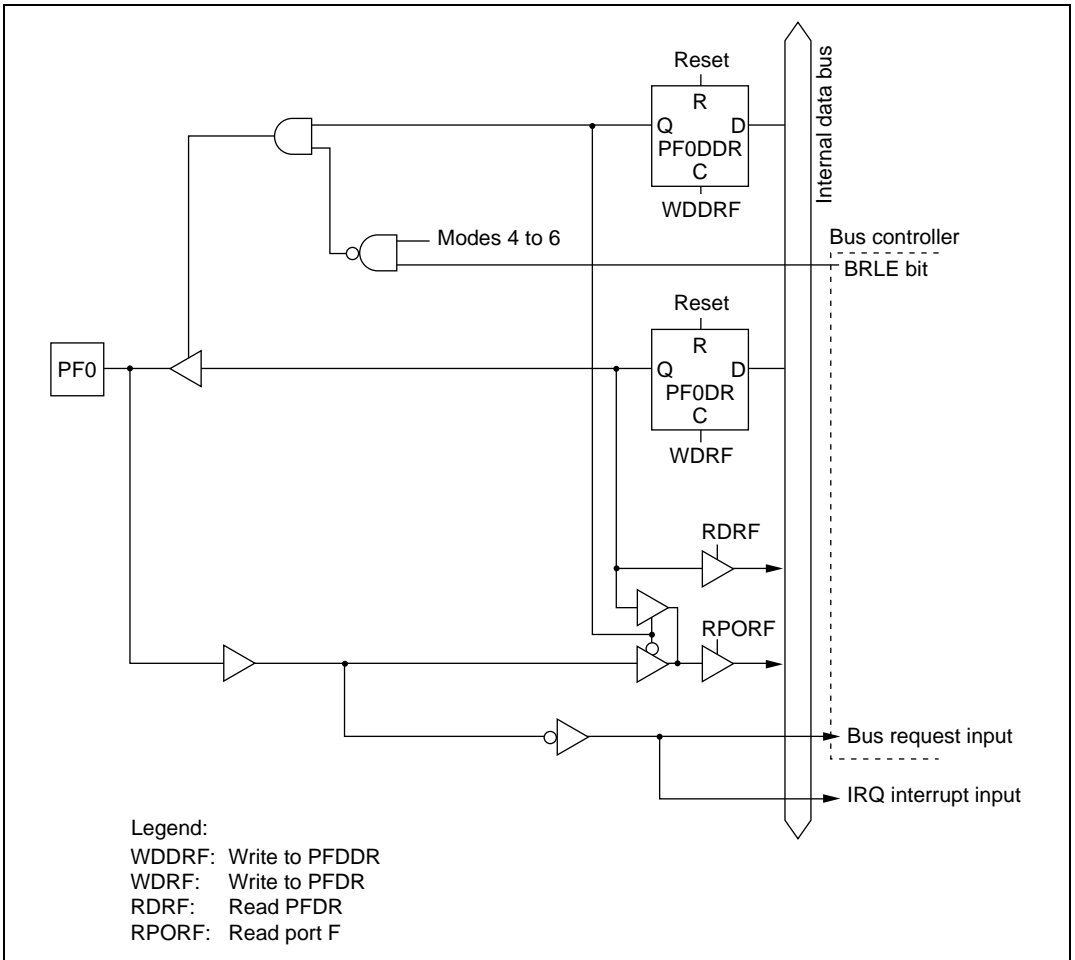 Reset
R
Q D
PF0DDR
C
WDDRF
Internal data bus
Modes 4 to 6
Bus controller
BRLE bit
Reset
R
PF0
Q D
PF0DR
C
WDRF
RDRF
RPORF
Bus request input
IRQ interrupt input
Legend:
WDDRF: Write to PFDDR
WDRF: Write to PFDR
RDRF: Read PFDR
RPORF: Read port F